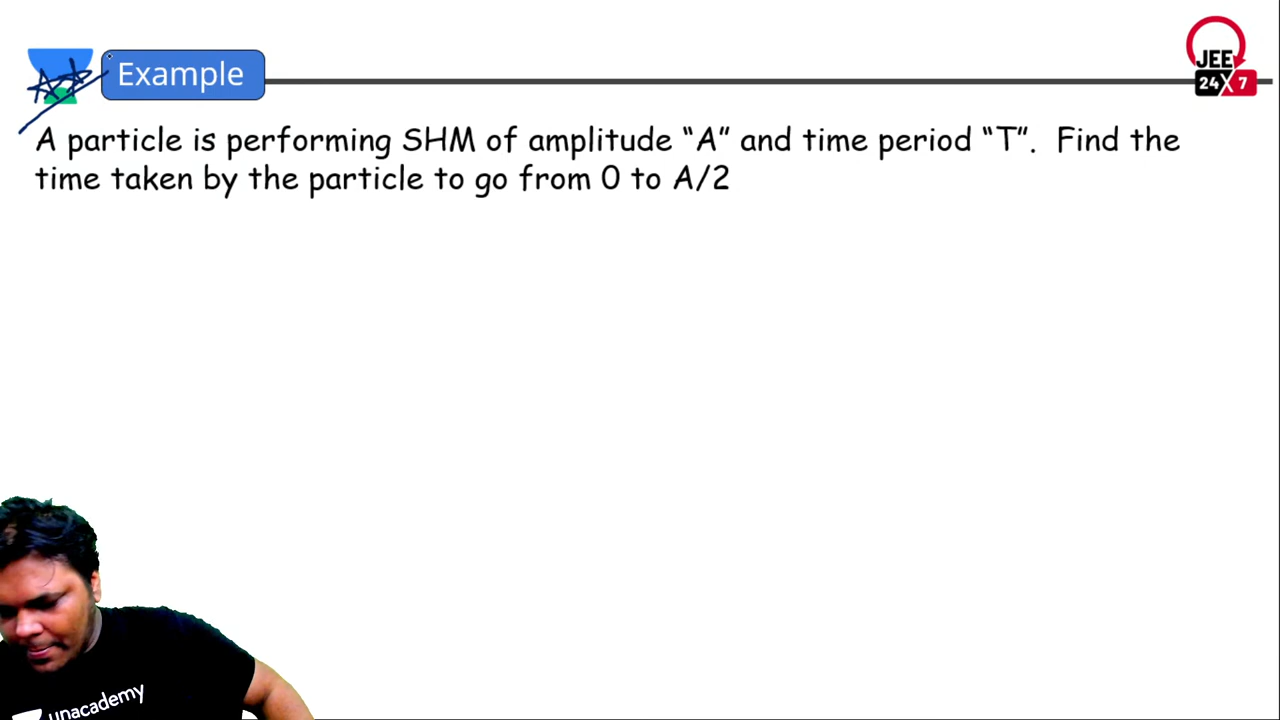 Example
JEE
24X7
A particle is performing SHM of amplitude “A” and time period “T”. Find the
time taken by the particle to go from 0 to A/2
unacademy